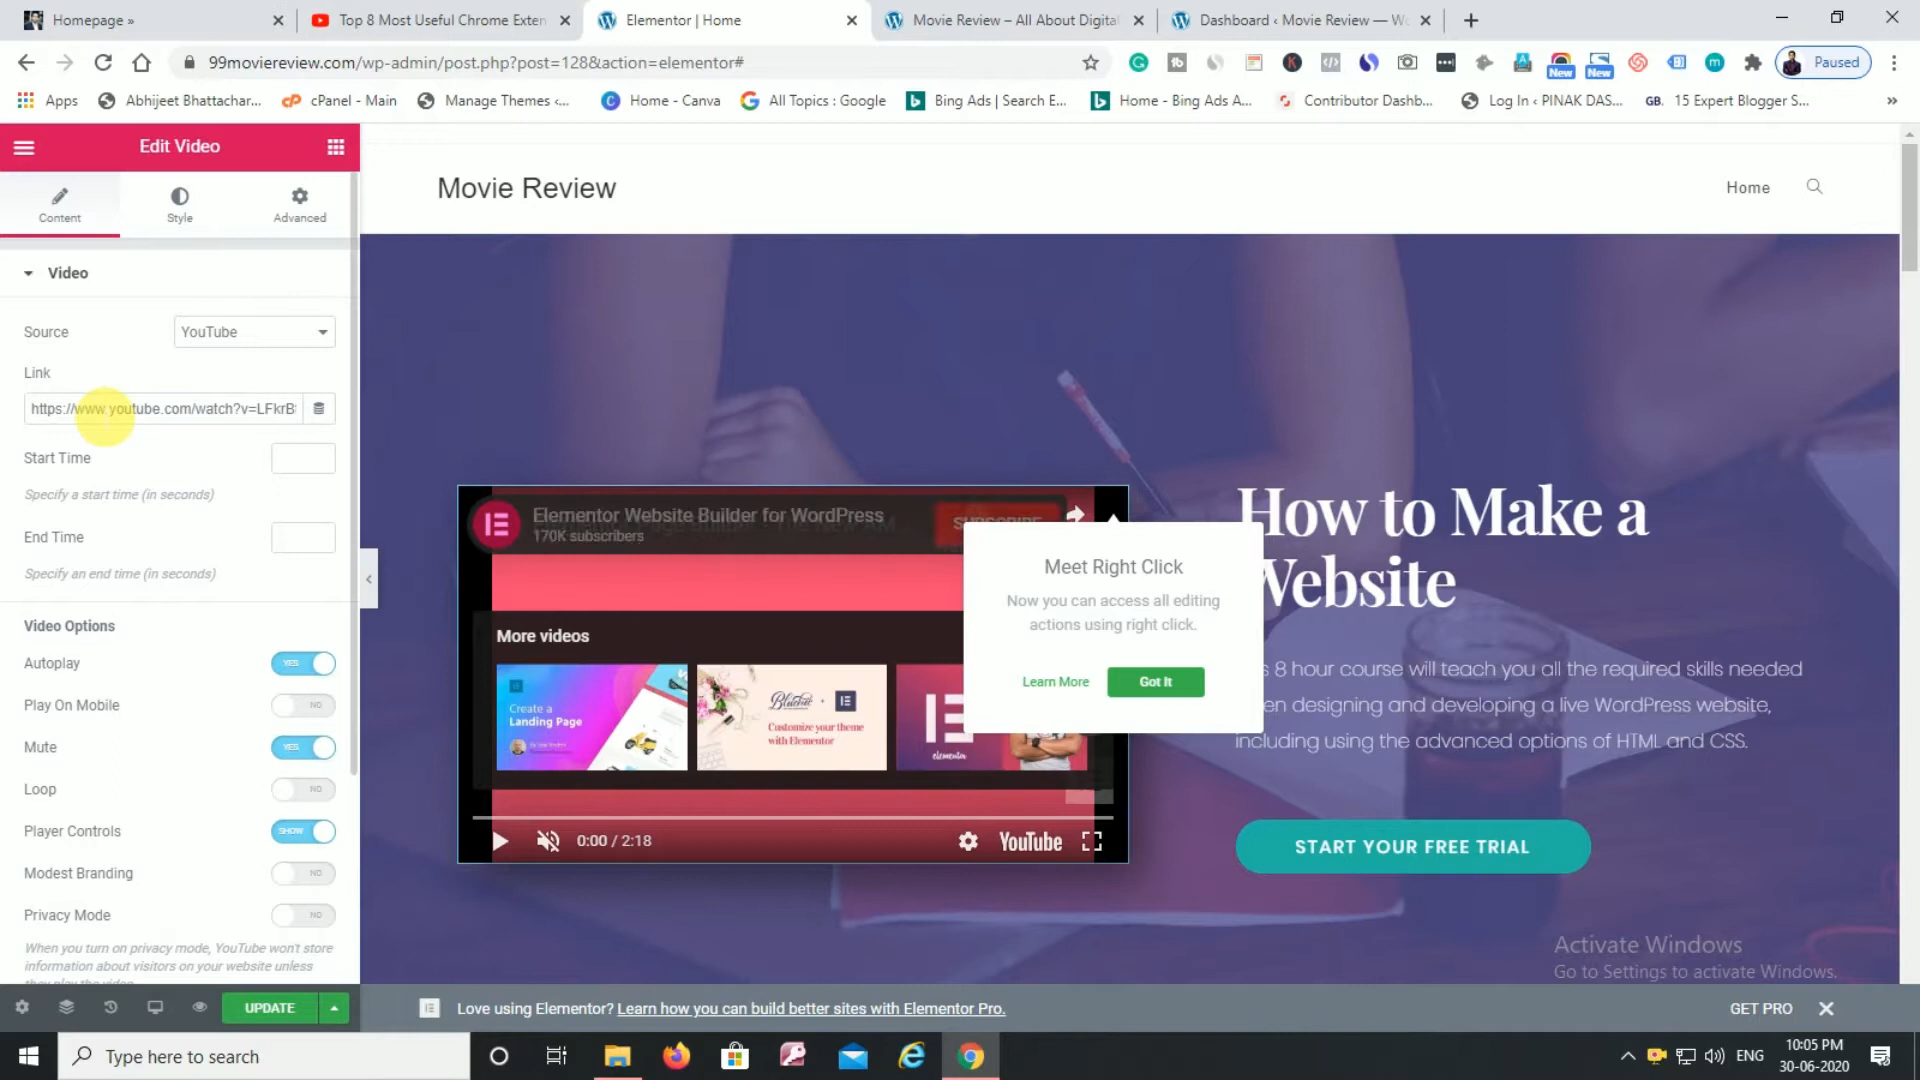 Homepage »
Top 8 Most Useful Chrome Exten
Elementor | Home
Movie Review – All About Digital
Dashboard ‹ Movie Review — Wo
99moviereview.com/wp-admin/post.php?post=128&action=elementor#
New
New
Paused
Apps
Abhijeet Bhattachar...
cPanel - Main
Manage Themes ‹...
Home - Canva
All Topics : Google
Bing Ads | Search E...
Home - Bing Ads A...
Contributor Dashb...
Log In ‹ PINAK DAS...
GB.
15 Expert Blogger S...
»
Edit Video
Content
Style
Advanced
Video
Source
YouTube
Link
https://www.youtube.com/watch?v=LFkrB
Start Time
Specify a start time (in seconds)
End Time
Specify an end time (in seconds)
Video Options
Autoplay
YES
Play On Mobile
NO
Mute
YES
Loop
NO
Player Controls
SHOW
Modest Branding
NO
Privacy Mode
NO
When you turn on privacy mode, YouTube won't store
information about visitors on your website unless
they play the video.
UPDATE
Movie Review
Home
Elementor Website Builder for WordPress
170K subscribers
SUBSCRIBE
More videos
Create a
Landing Page
Customize your theme
with Elementor
elementor
0:00 / 2:18
YouTube
Meet Right Click
Now you can access all editing
actions using right click.
Learn More
Got It
How to Make a
Website
s 8 hour course will teach you all the required skills needed
en designing and developing a live WordPress website,
including using the advanced options of HTML and CSS.
START YOUR FREE TRIAL
Activate Windows
Go to Settings to activate Windows.
Love using Elementor? Learn how you can build better sites with Elementor Pro.
GET PRO
Type here to search
ENG
10:05 PM
30-06-2020